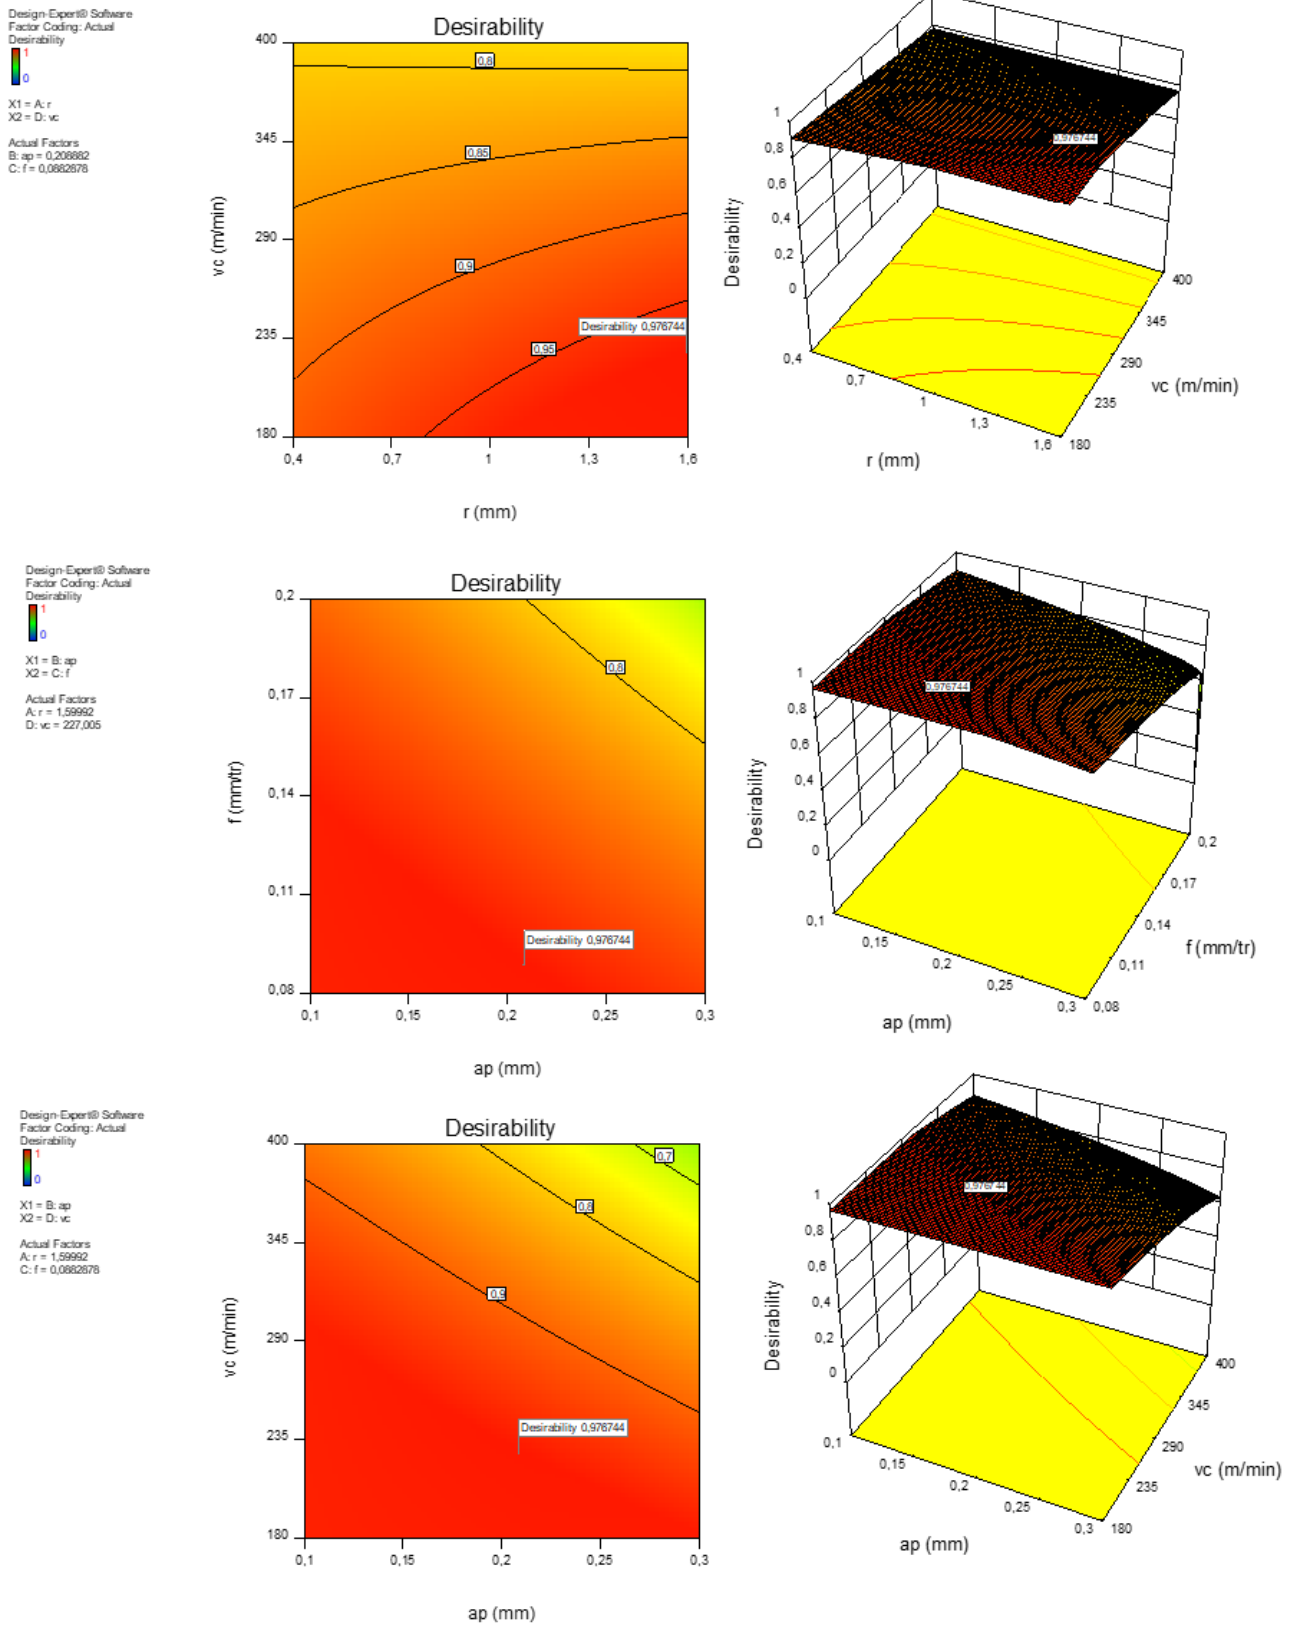 Design-Expert® Software
Factor Coding: Actual
Desirability
1
0
X1 = A: r
X2 = D: vc
Actual Factors
B: ap = 0,208882
C: f = 0,0882878
Desirability
400
345
290
235
180
vc (m/min)
0,8
0,85
0,9
0,95
Desirability 0,976744
0,4
0,7
1
1,3
1,6
r (mm)
1
0,8
0,6
0,4
0,2
0
Desirability
0,976744
0,4
0,7
1
1,3
1,6
r (mm)
180
235
290
345
400
vc (m/min)
Design-Expert® Software
Factor Coding: Actual
Desirability
1
0
X1 = B: ap
X2 = C: f
Actual Factors
A: r = 1,59992
D: vc = 227,005
Desirability
0,2
0,17
0,14
0,11
0,08
f (mm/tr)
0,8
Desirability 0,976744
0,1
0,15
0,2
0,25
0,3
ap (mm)
1
0,8
0,6
0,4
0,2
0
Desirability
0,976744
0,1
0,15
0,2
0,25
0,3
ap (mm)
0,08
0,11
0,14
0,17
0,2
f (mm/tr)
Design-Expert® Software
Factor Coding: Actual
Desirability
1
0
X1 = B: ap
X2 = D: vc
Actual Factors
A: r = 1,59992
C: f = 0,0882878
Desirability
400
345
290
235
180
vc (m/min)
0,7
0,8
0,9
Desirability 0,976744
0,1
0,15
0,2
0,25
0,3
ap (mm)
1
0,8
0,6
0,4
0,2
0
Desirability
0,976744
0,1
0,15
0,2
0,25
0,3
ap (mm)
180
235
290
345
400
vc (m/min)